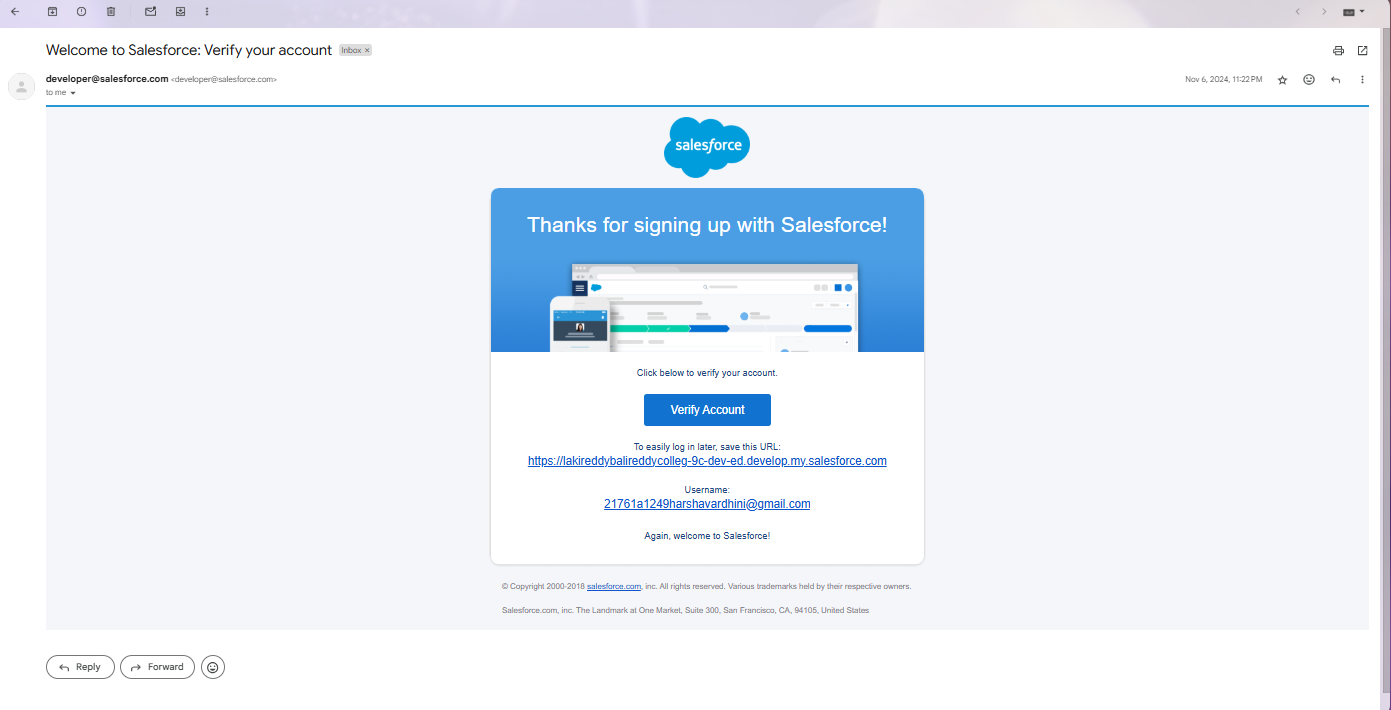 Welcome to Salesforce: Verify your account Inbox ×
developer@salesforce.com <developer@salesforce.com> Nov 6, 2024, 11:22 PM
to me
salesforce
Thanks for signing up with Salesforce!
Click below to verify your account.
Verify Account
To easily log in later, save this URL:
https://lakireddybalireddycolleg-9c-dev-ed.develop.my.salesforce.com
Username:
21761a1249harshavardhini@gmail.com
Again, welcome to Salesforce!
© Copyright 2000-2018 salesforce.com, inc. All rights reserved. Various trademarks held by their respective owners.
Salesforce.com, inc. The Landmark at One Market, Suite 300, San Francisco, CA, 94105, United States
Reply Forward